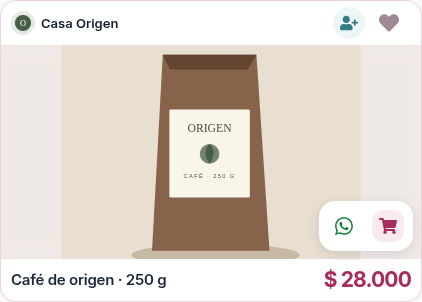 O
Casa Origen
ORIGEN
CAFÉ · 250 G
Café de origen · 250 g
$ 28.000